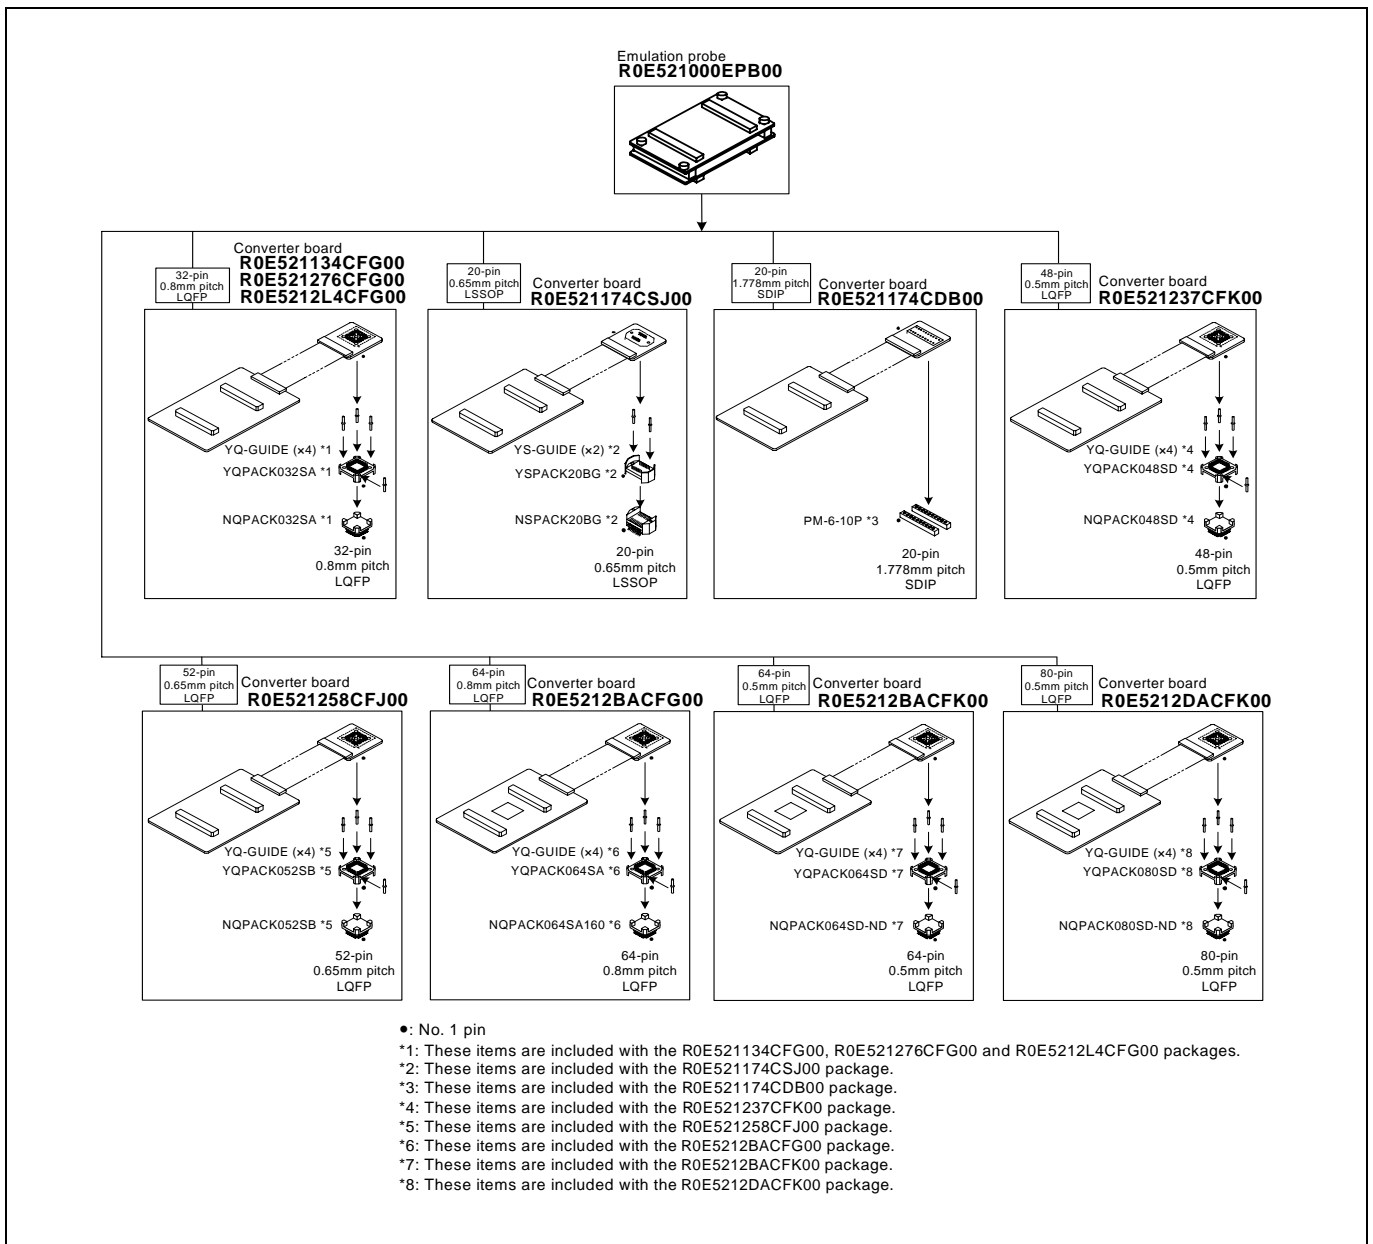 Emulation probe
R0E521000EPB00
32-pin
0.8mm pitch
LQFP
Converter board
R0E521134CFG00
R0E521276CFG00
R0E5212L4CFG00
YQ-GUIDE (×4) *1
YQPACK032SA *1
NQPACK032SA *1
32-pin
0.8mm pitch
LQFP
20-pin
0.65mm pitch
LSSOP
Converter board
R0E521174CSJ00
YS-GUIDE (×2) *2
YSPACK20BG *2
NSPACK20BG *2
20-pin
0.65mm pitch
LSSOP
20-pin
1.778mm pitch
SDIP
Converter board
R0E521174CDB00
PM-6-10P *3
20-pin
1.778mm pitch
SDIP
48-pin
0.5mm pitch
LQFP
Converter board
R0E521237CFK00
YQ-GUIDE (×4) *4
YQPACK048SD *4
NQPACK048SD *4
48-pin
0.5mm pitch
LQFP
52-pin
0.65mm pitch
LQFP
Converter board
R0E521258CFJ00
YQ-GUIDE (×4) *5
YQPACK052SB *5
NQPACK052SB *5
52-pin
0.65mm pitch
LQFP
64-pin
0.8mm pitch
LQFP
Converter board
R0E5212BACFG00
YQ-GUIDE (×4) *6
YQPACK064SA *6
NQPACK064SA160 *6
64-pin
0.8mm pitch
LQFP
64-pin
0.5mm pitch
LQFP
Converter board
R0E5212BACFK00
YQ-GUIDE (×4) *7
YQPACK064SD *7
NQPACK064SD-ND *7
64-pin
0.5mm pitch
LQFP
80-pin
0.5mm pitch
LQFP
Converter board
R0E5212DACFK00
YQ-GUIDE (×4) *8
YQPACK080SD *8
NQPACK080SD-ND *8
80-pin
0.5mm pitch
LQFP
●: No. 1 pin
*1: These items are included with the R0E521134CFG00, R0E521276CFG00 and R0E5212L4CFG00 packages.
*2: These items are included with the R0E521174CSJ00 package.
*3: These items are included with the R0E521174CDB00 package.
*4: These items are included with the R0E521237CFK00 package.
*5: These items are included with the R0E521258CFJ00 package.
*6: These items are included with the R0E5212BACFG00 package.
*7: These items are included with the R0E5212BACFK00 package.
*8: These items are included with the R0E5212DACFK00 package.